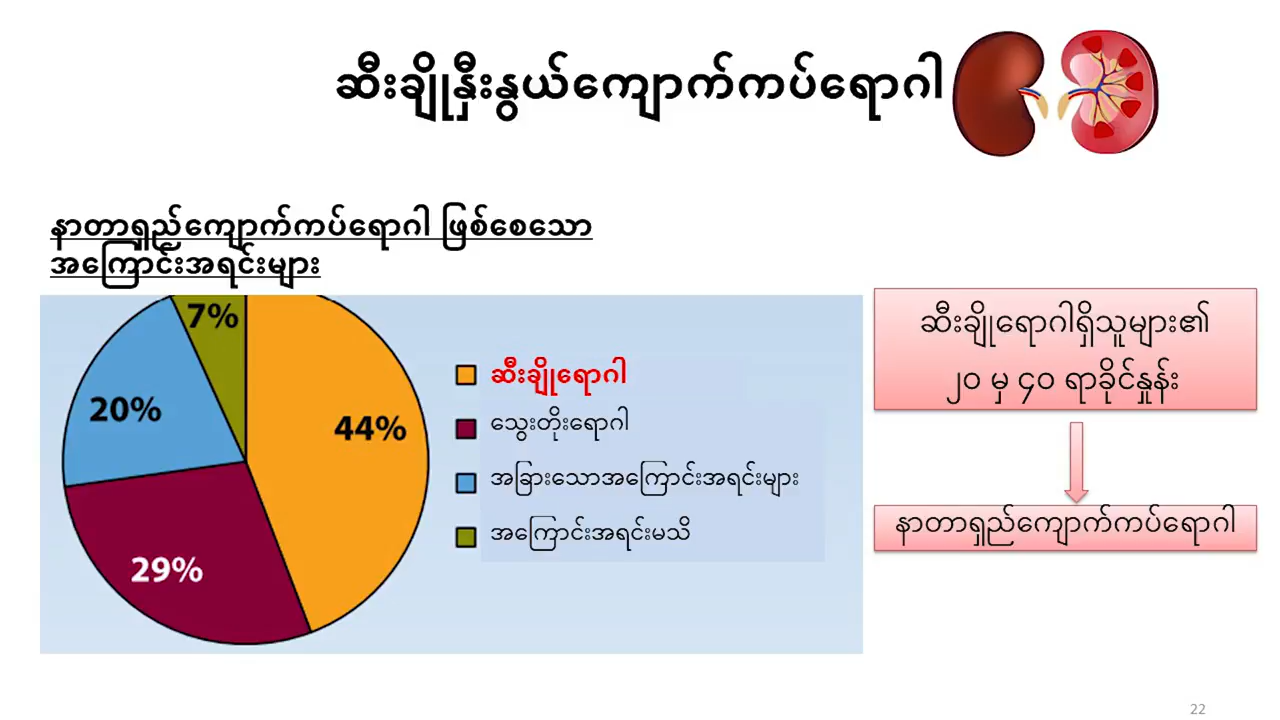 ဆီးချိုနှီးနွယ်ကျောက်ကပ်ရောဂါ
နာတာရှည်ကျောက်ကပ်ရောဂါ ဖြစ်စေသော
အကြောင်းအရင်းများ
7%
20%
44%
29%
ဆီးချိုရောဂါ
သွေးတိုးရောဂါ
အခြားသောအကြောင်းအရင်းများ
အကြောင်းအရင်းမသိ
ဆီးချိုရောဂါရှိသူများ၏
၂၀ မှ ၄၀ ရာခိုင်နှုန်း
နာတာရှည်ကျောက်ကပ်ရောဂါ
22